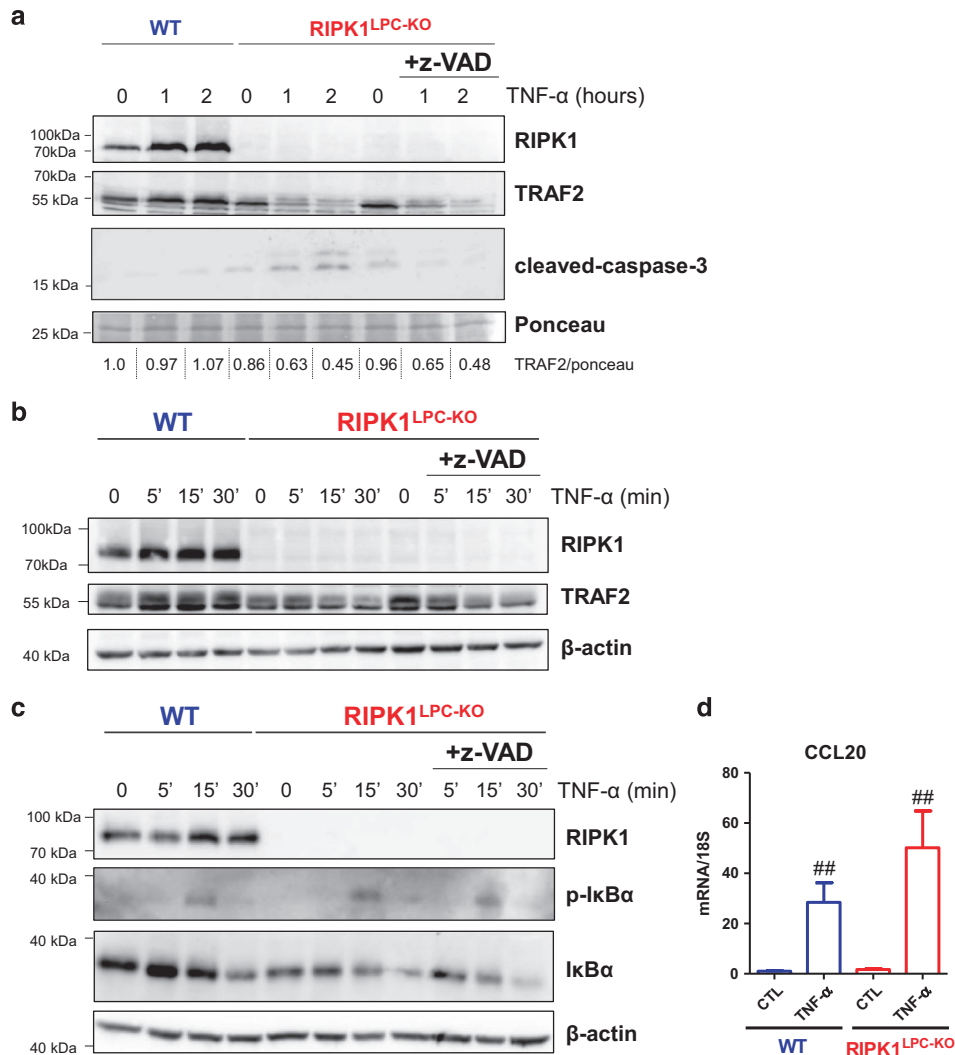 a
WT RIPK1LPC-KO
+z-VAD
0 1 2 0 1 2 0 1 2 TNF-α (hours)
100kDa
70kDa
RIPK1
70kDa
55 kDa
TRAF2
15 kDa
cleaved-caspase-3
25 kDa
Ponceau
1.0 0.97 1.07 0.86 0.63 0.45 0.96 0.65 0.48 TRAF2/ponceau
b
WT RIPK1LPC-KO
+z-VAD
0 5' 15' 30' 0 5' 15' 30' 0 5' 15' 30' TNF-α (min)
100kDa
70kDa
RIPK1
55 kDa
TRAF2
40 kDa
β-actin
c
WT RIPK1LPC-KO
+z-VAD
0 5' 15' 30' 0 5' 15' 30' 5' 15' 30' TNF-α (min)
100 kDa
70 kDa
RIPK1
40 kDa
p-IκBα
40 kDa
IκBα
40 kDa
β-actin
d
CCL20
mRNA/18S
80
60
40
20
0
##
##
CTL TNF-α CTL TNF-α
WT RIPK1LPC-KO